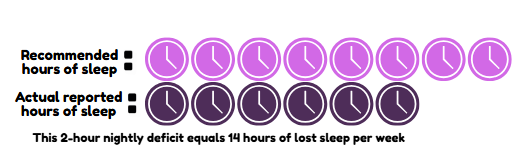 Recommended
hours of sleep :
Actual reported
hours of sleep :
This 2-hour nightly deficit equals 14 hours of lost sleep per week